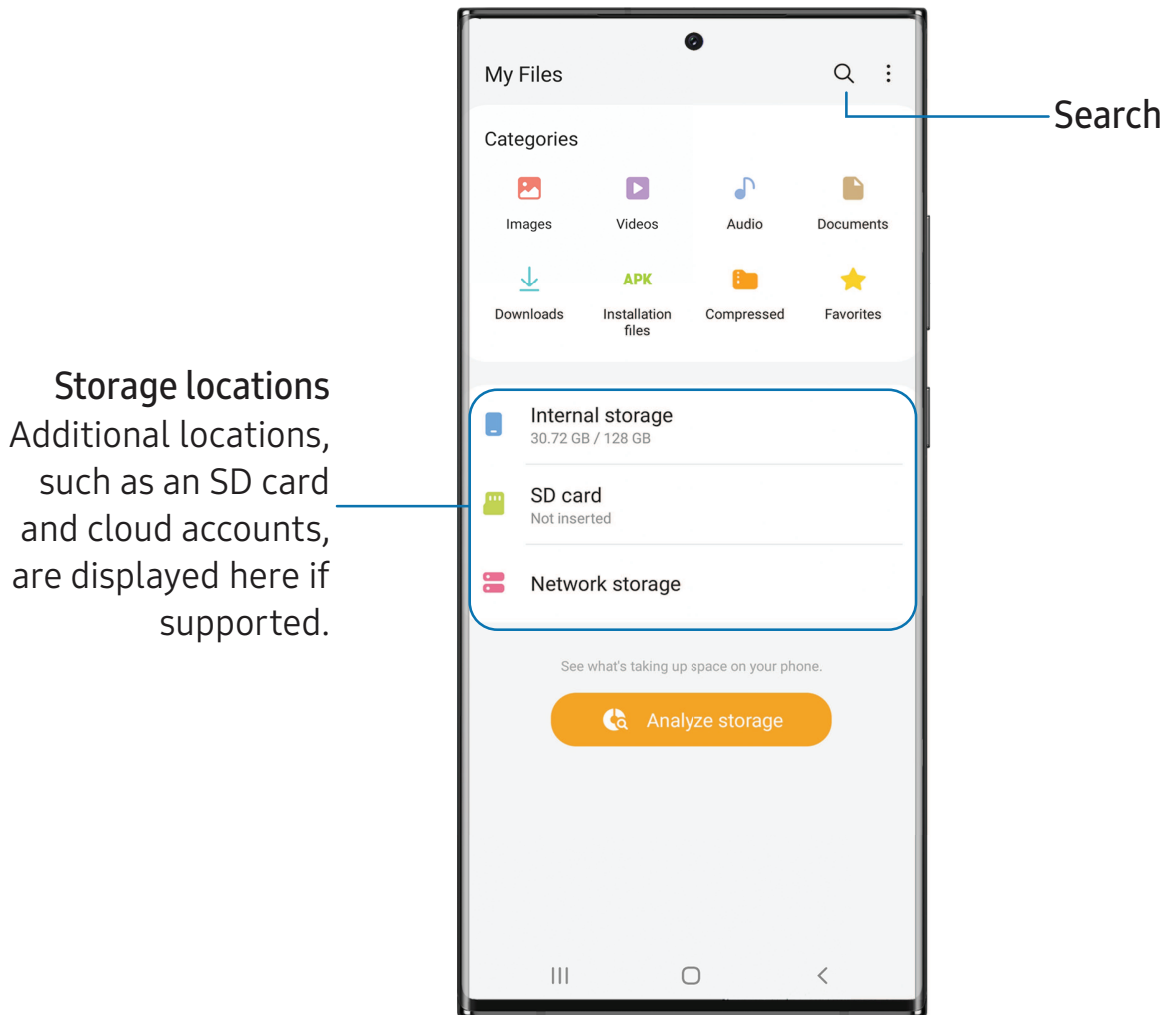 My Files
Search
Categories
Images
Videos
Audio
Documents
APK
Downloads
Installation
files
Compressed
Favorites
Storage locations
Additional locations,
such as an SD card
and cloud accounts,
are displayed here if
supported.
Internal storage
30.72 GB / 128 GB
SD card
Not inserted
Network storage
See what's taking up space on your phone.
Analyze storage